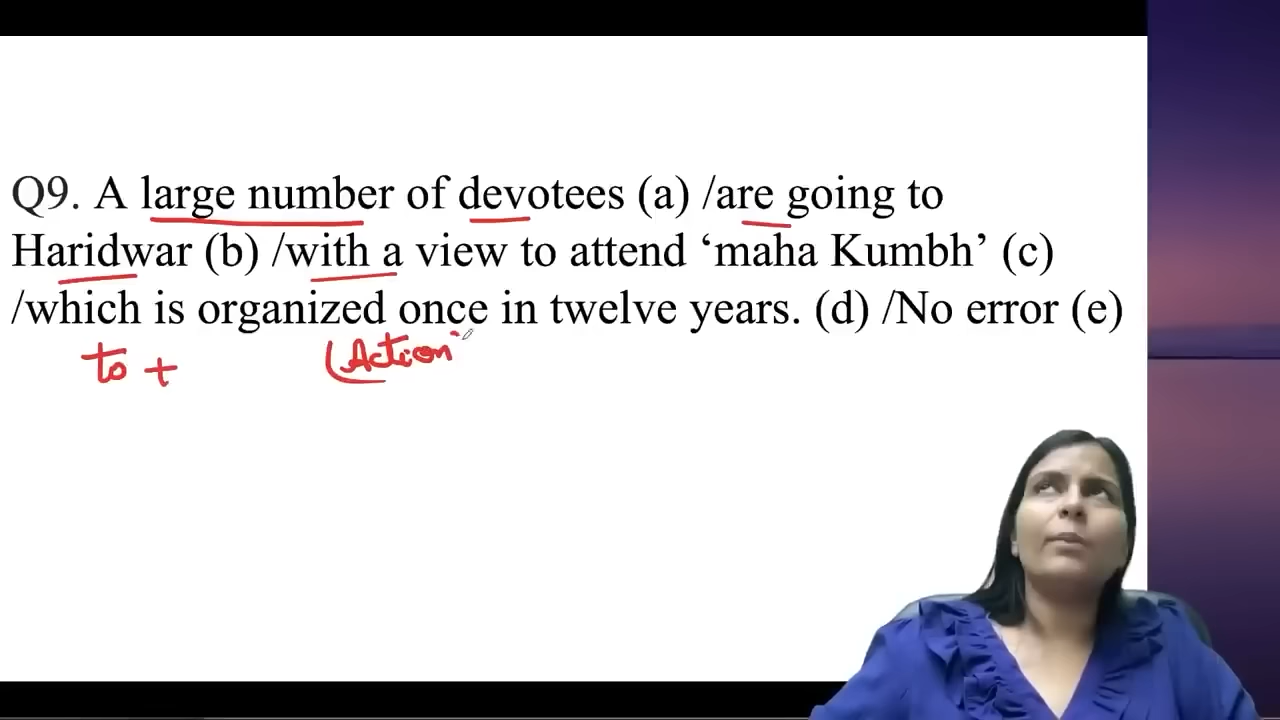 Q9. A large number of devotees (a) /are going to
Haridwar (b) /with a view to attend ‘maha Kumbh’ (c)
/which is organized once in twelve years. (d) /No error (e)
to + (Action